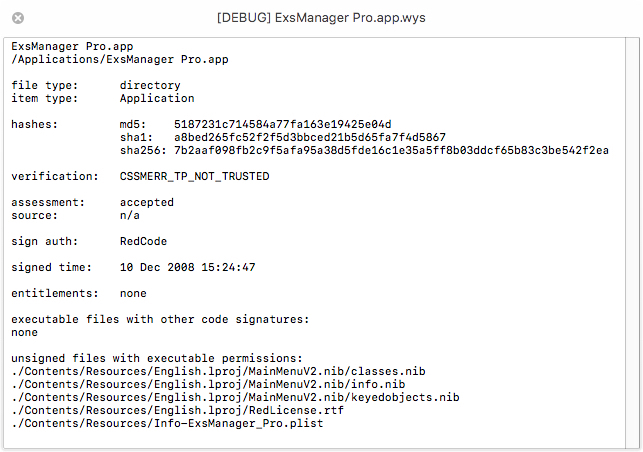 [DEBUG] ExsManager Pro.app.wys
ExsManager Pro.app
/Applications/ExsManager Pro.app
file type: directory
item type: Application
hashes: md5: 5187231c714584a77fa163e19425e04d
sha1: a8bed265fc52f2f5d3bbced21b5d65fa7f4d5867
sha256: 7b2aaf098fb2c9f5afa95a38d5fde16c1e35a5ff8b03ddcf65b83c3be542f2ea
verification: CSSMERR_TP_NOT_TRUSTED
assessment: accepted
source: n/a
sign auth: RedCode
signed time: 10 Dec 2008 15:24:47
entitlements: none
executable files with other code signatures:
none
unsigned files with executable permissions:
./Contents/Resources/English.lproj/MainMenuV2.nib/classes.nib
./Contents/Resources/English.lproj/MainMenuV2.nib/info.nib
./Contents/Resources/English.lproj/MainMenuV2.nib/keyedobjects.nib
./Contents/Resources/English.lproj/RedLicense.rtf
./Contents/Resources/Info-ExsManager_Pro.plist